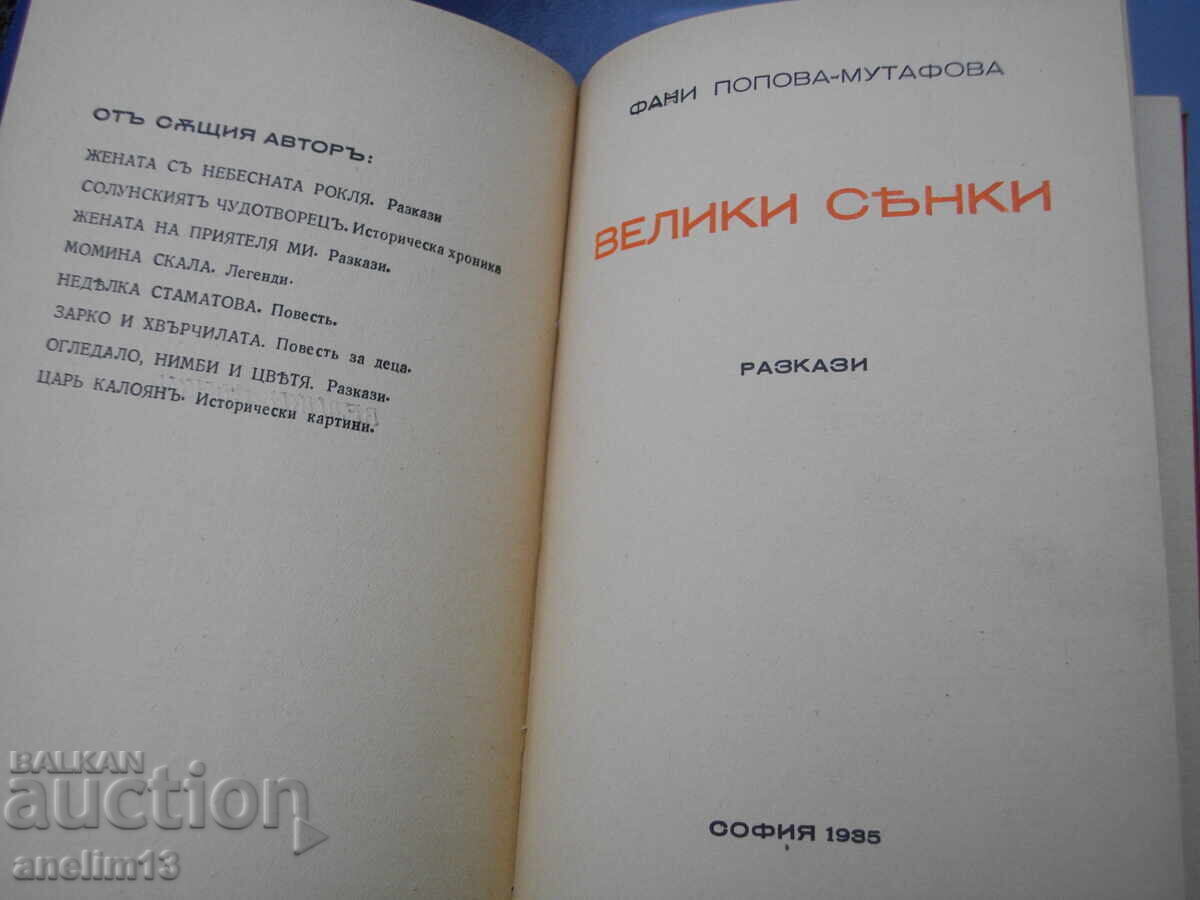 ОТЪ СѪЩИЯ АВТОРЪ:
ЖЕНАТА СЪ НЕБЕСНАТА РОКЛЯ. Разкази
СОЛУНСКИЯТЪ ЧУДОТВОРЕЦЪ. Историческа хроника
ЖЕНАТА НА ПРИЯТЕЛЯ МИ. Разкази.
МОМИНА СКАЛА. Легенди.
НЕДѢЛКА СТАМАТОВА. Повесть.
ЗАРКО И ХВЪРЧИЛАТА. Повесть за деца.
ОГЛЕДАЛО, НИМБИ И ЦВѢТЯ. Разкази.
ЦАРЬ КАЛОЯНЪ. Исторически картини.
ФАНИ ПОПОВА-МУТАФОВА
ВЕЛИКИ СѢНКИ
РАЗКАЗИ
СОФИЯ 1935
BALKAN
auction
anelim13